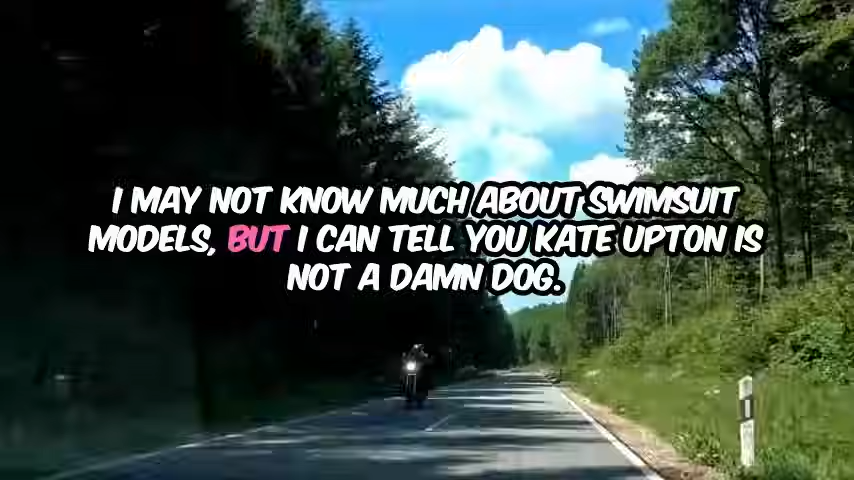 I MAY NOT KNOW MUCH ABOUT SWIMSUIT
MODELS, BUT I CAN TELL YOU KATE UPTON IS
NOT A DAMN DOG.